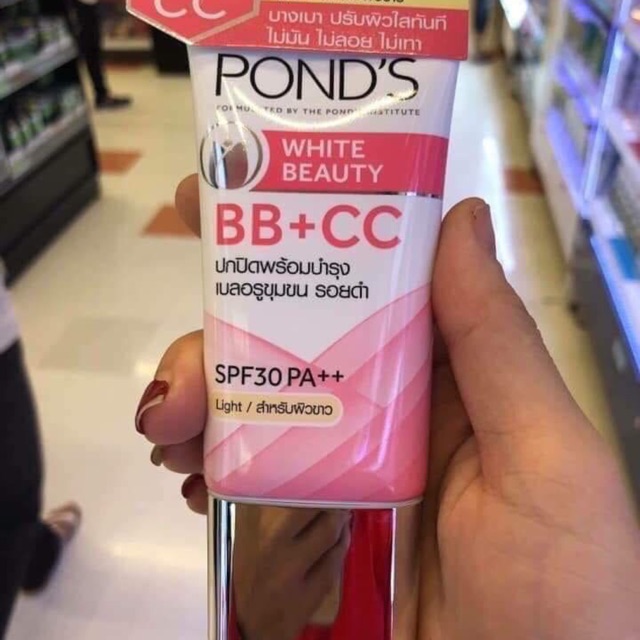 CC
บางเบา ปรับผิวใสทันที
ไม่มัน ไม่ลอย ไม่เทา
POND'S
FORMULATED BY THE POND'S INSTITUTE
WHITE
BEAUTY
BB+CC
ปกปิดพร้อมบำรุง
เบลอรูขุมขน รอยดำ
SPF30 PA++
Light / สำหรับผิวขาว